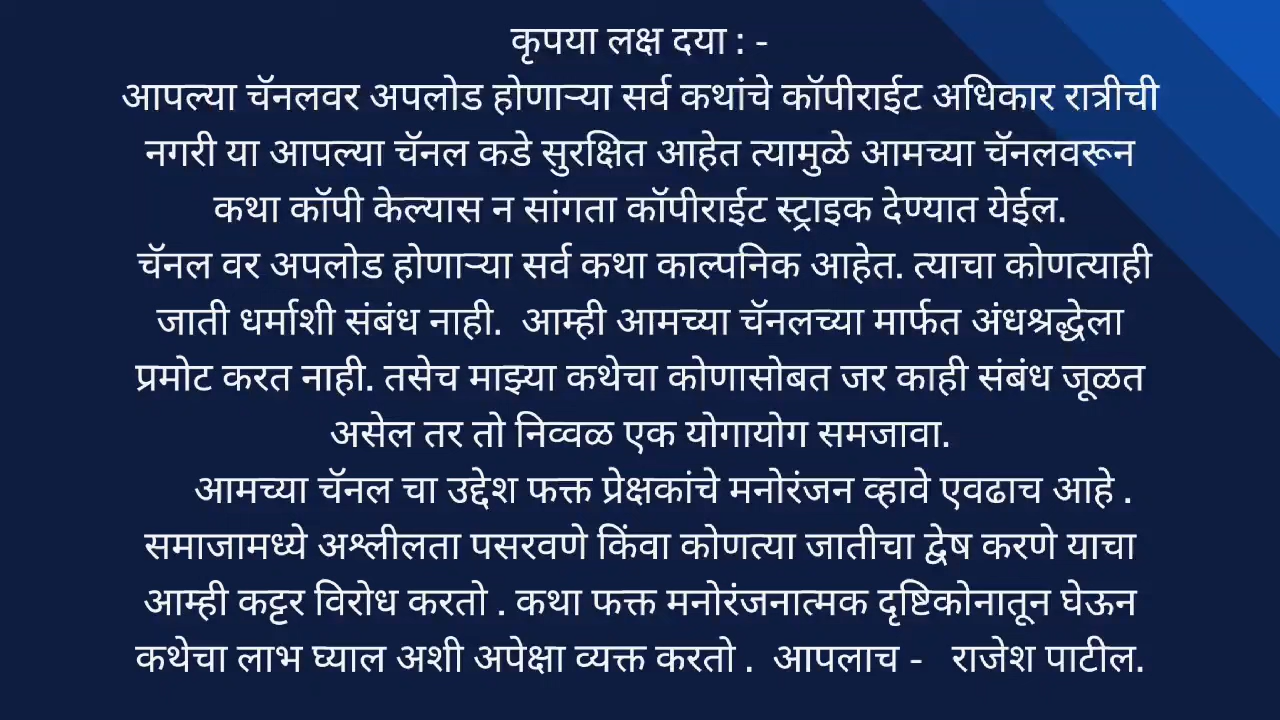 कृपया लक्ष दया : -
आपल्या चॅनलवर अपलोड होणाऱ्या सर्व कथांचे कॉपीराईट अधिकार रात्रीची
नगरी या आपल्या चॅनल कडे सुरक्षित आहेत त्यामुळे आमच्या चॅनलवरून
कथा कॉपी केल्यास न सांगता कॉपीराईट स्ट्राइक देण्यात येईल.
चॅनल वर अपलोड होणाऱ्या सर्व कथा काल्पनिक आहेत. त्याचा कोणत्याही
जाती धर्माशी संबंध नाही.  आम्ही आमच्या चॅनलच्या मार्फत अंधश्रद्धेला
प्रमोट करत नाही. तसेच माझ्या कथेचा कोणासोबत जर काही संबंध जूळत
असेल तर तो निव्वळ एक योगायोग समजावा.
आमच्या चॅनल चा उद्देश फक्त प्रेक्षकांचे मनोरंजन व्हावे एवढाच आहे .
समाजामध्ये अश्लीलता पसरवणे किंवा कोणत्या जातीचा द्वेष करणे याचा
आम्ही कट्टर विरोध करतो . कथा फक्त मनोरंजनात्मक दृष्टिकोनातून घेऊन
कथेचा लाभ घ्याल अशी अपेक्षा व्यक्त करतो .  आपलाच -   राजेश पाटील.